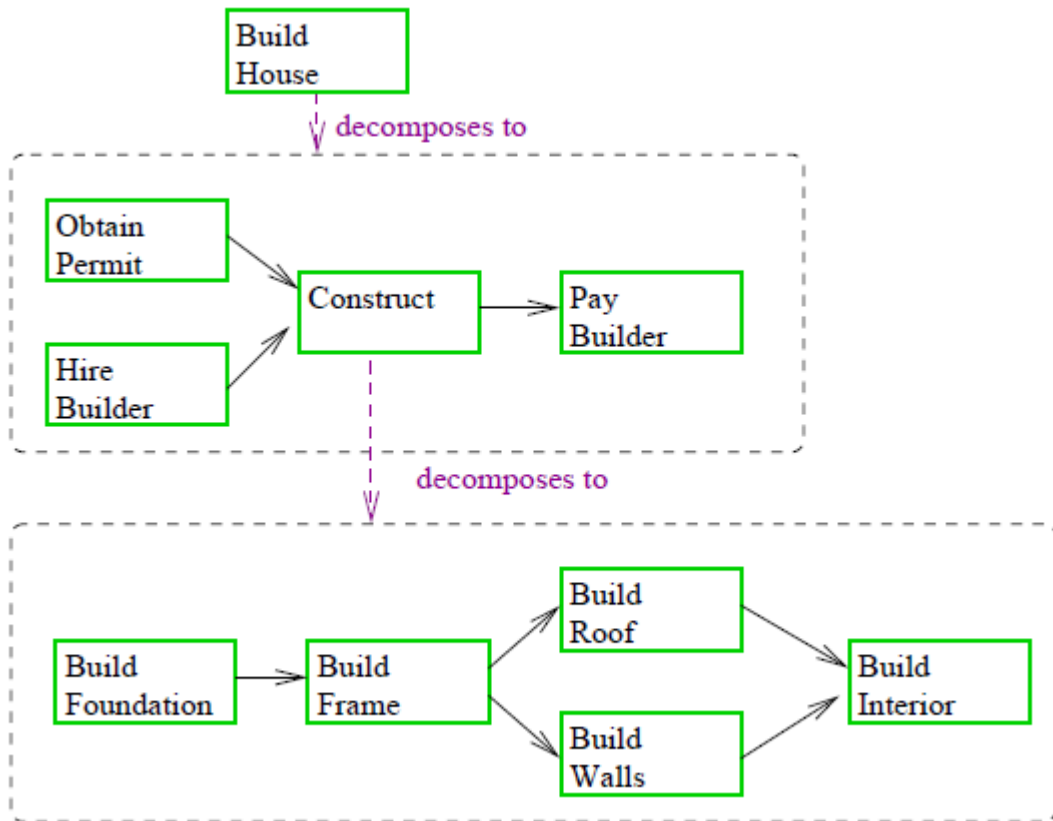 Build
House
decomposes to
Obtain
Permit
Construct
Pay
Builder
Hire
Builder
decomposes to
Build
Roof
Build
Foundation
Build
Frame
Build
Interior
Build
Walls